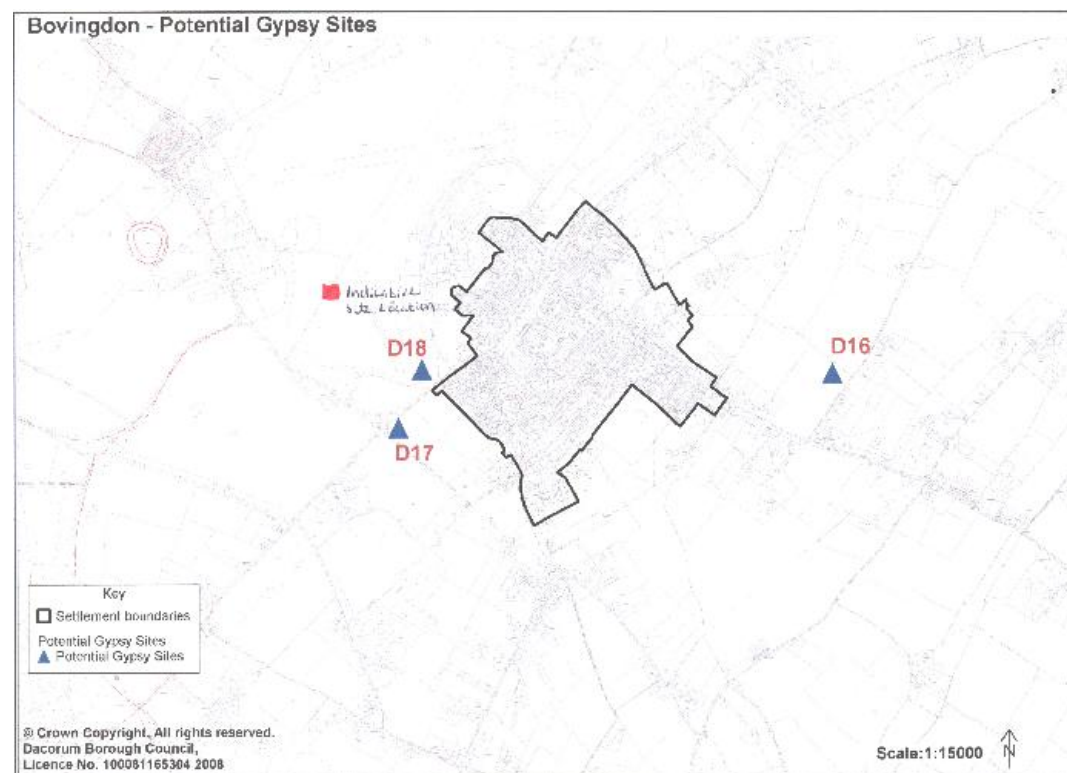 Bovingdon - Potential Gypsy Sites
Indicative
Site Location
D18
D16
D17
Key
Settlement boundaries
Potential Gypsy Sites
Potential Gypsy Sites
© Crown Copyright, All rights reserved.
Dacorum Borough Council,
Licence No. 100081165304 2008
Scale:1:15000
N